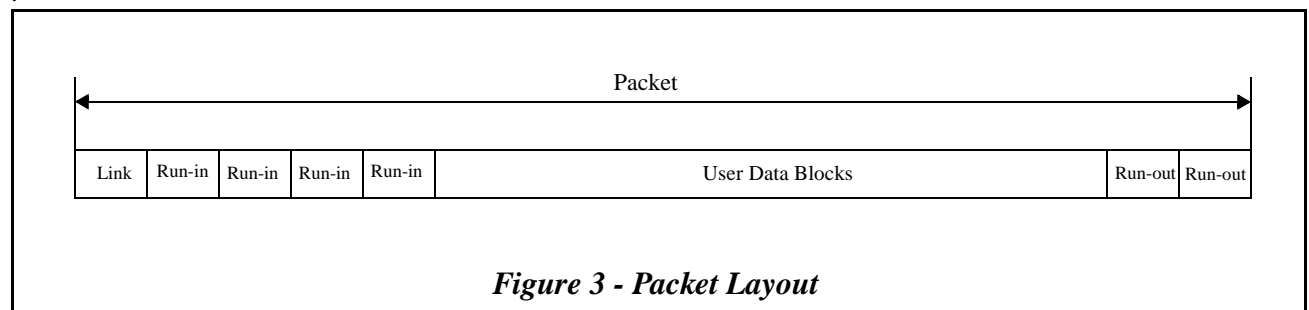 Packet
Link Run-in Run-in Run-in Run-in User Data Blocks Run-out Run-out
Figure 3 - Packet Layout